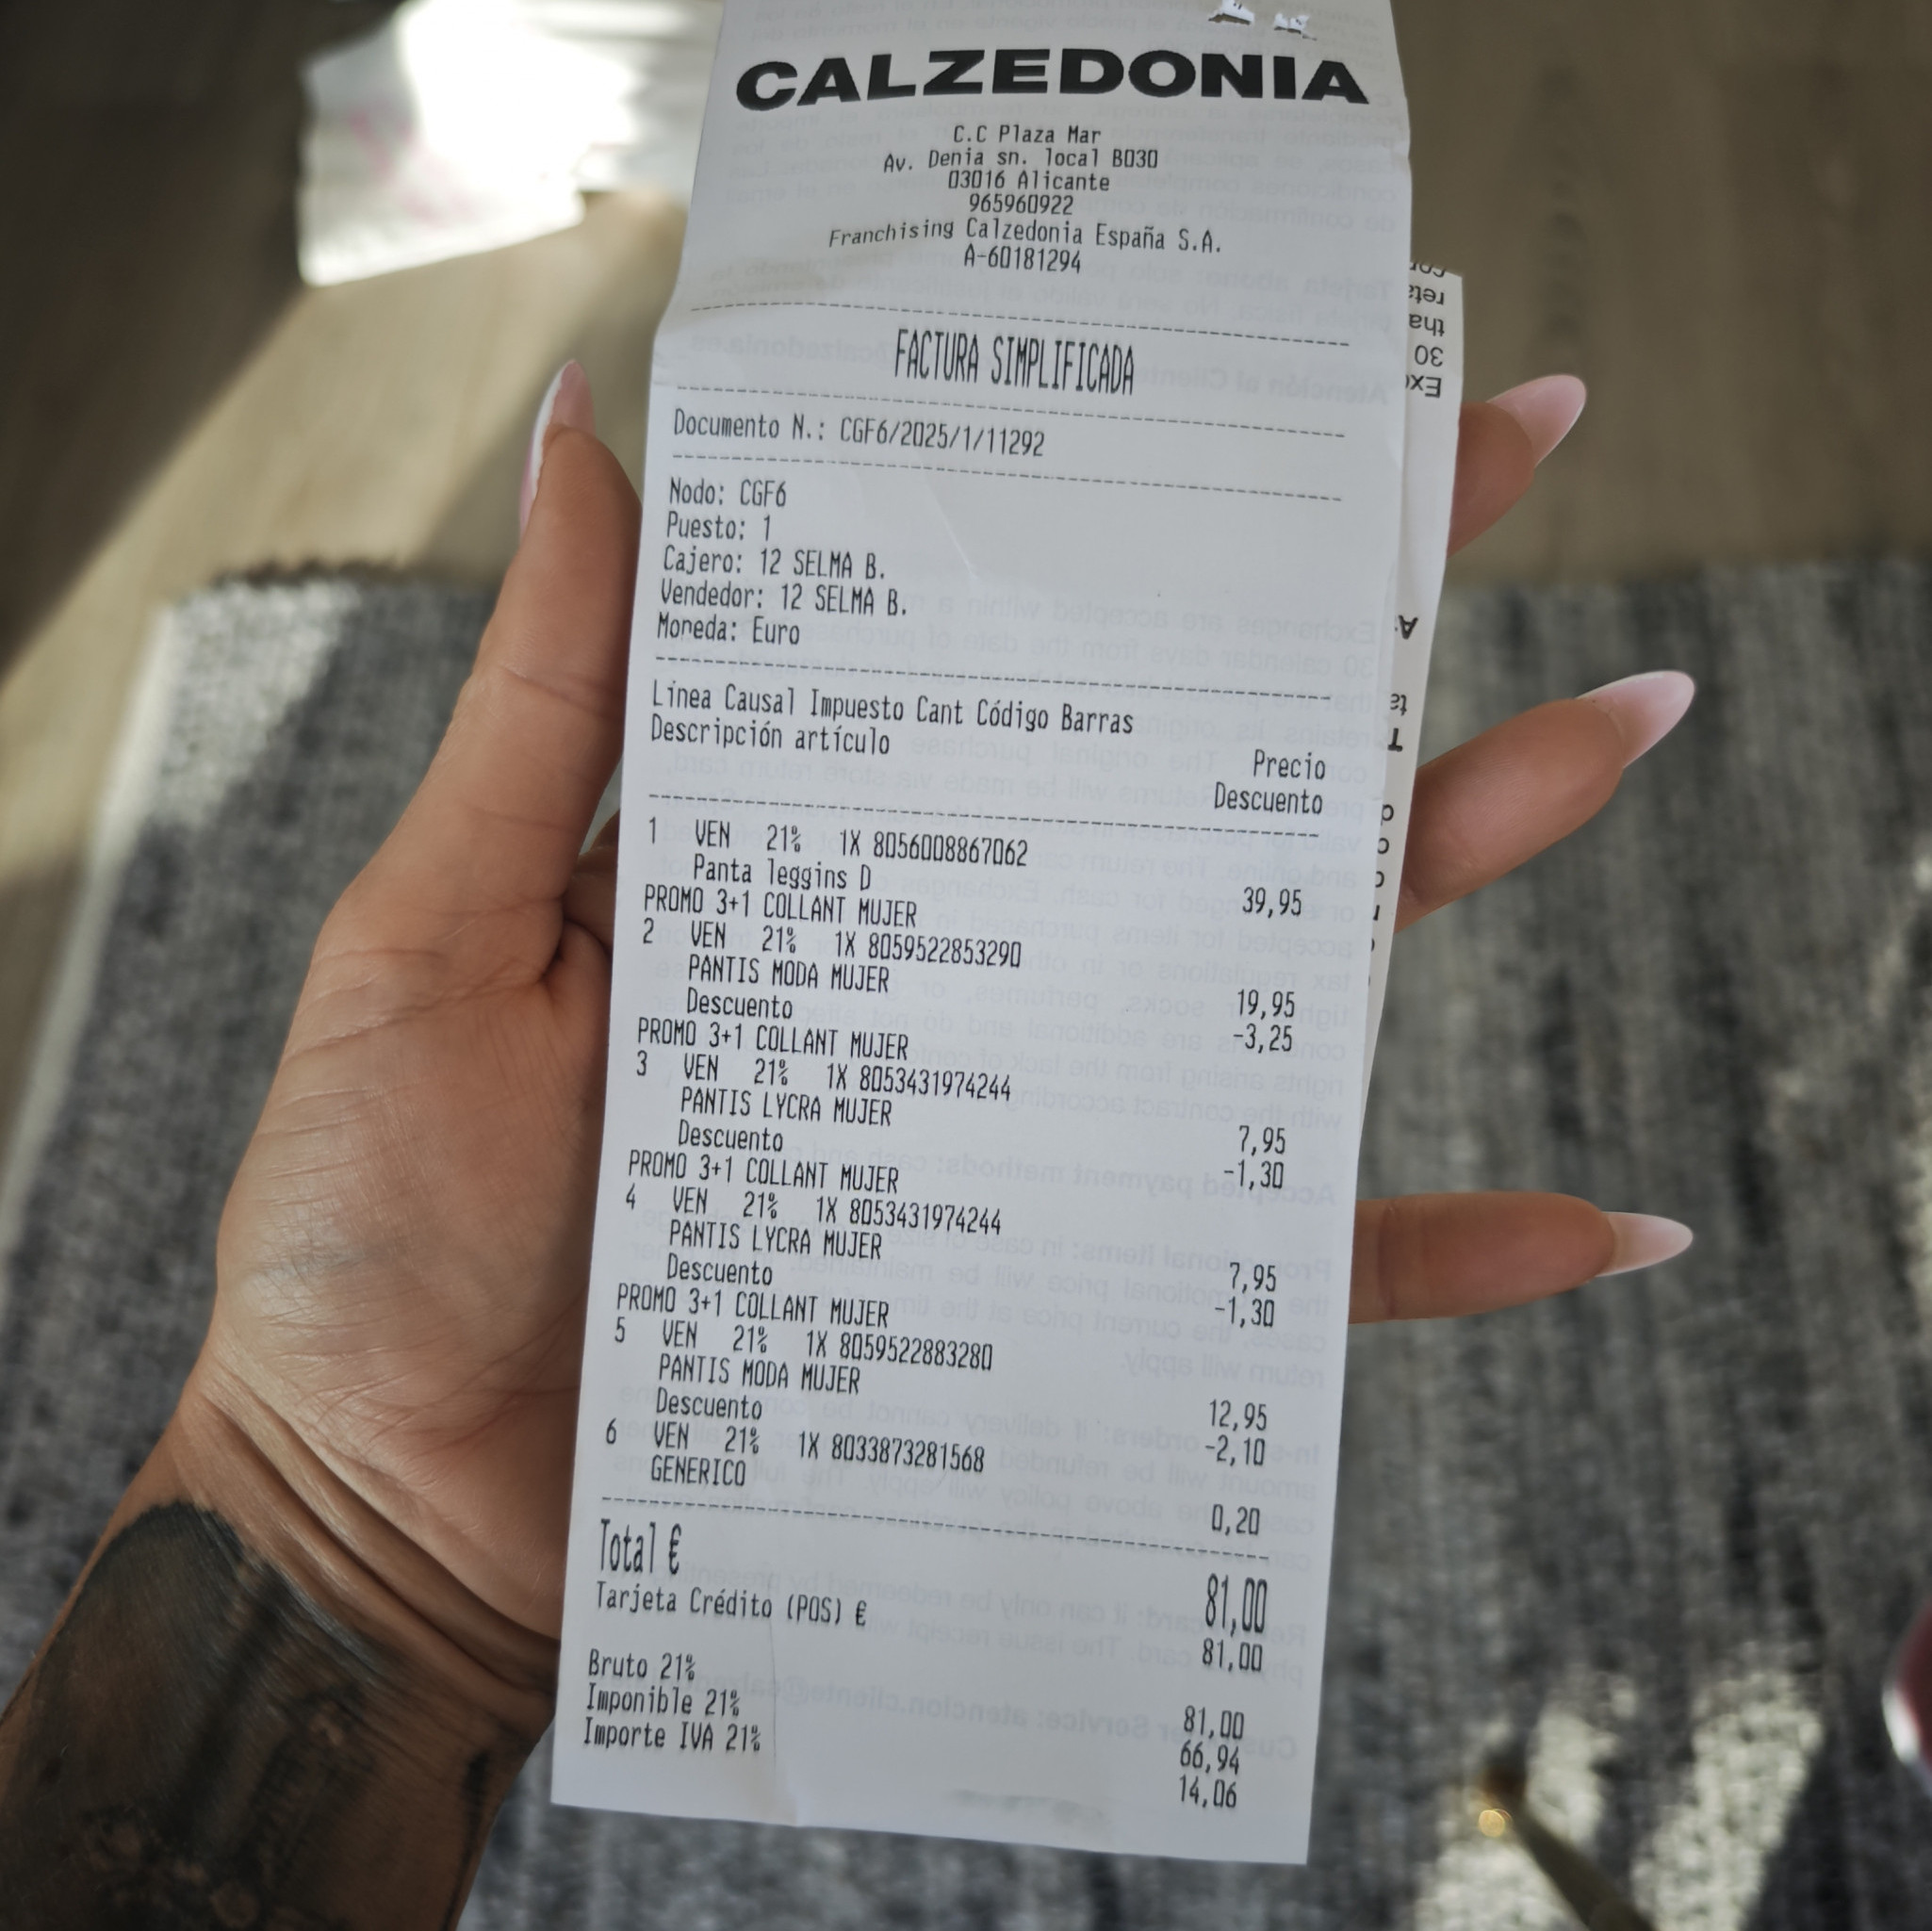 CALZEDONIA
C.C Plaza Mar
Av. Denia sn. local B030
03016 Alicante
965960922
Franchising Calzedonia España S.A.
A-60181294
FACTURA SIMPLIFICADA
Documento N.: CGF6/2025/1/11292
Nodo: CGF6
Puesto: 1
Cajero: 12 SELMA B.
Vendedor: 12 SELMA B.
Moneda: Euro
Línea Causal Impuesto Cant Código Barras
Descripción artículo Precio
Descuento
1 VEN 21% 1X 8056008867062
Panta leggins D 39,95
PROMO 3+1 COLLANT MUJER
2 VEN 21% 1X 8059522853290
PANTIS MODA MUJER 19,95
Descuento -3,25
PROMO 3+1 COLLANT MUJER
3 VEN 21% 1X 8053431974244
PANTIS LYCRA MUJER 7,95
Descuento -1,30
PROMO 3+1 COLLANT MUJER
4 VEN 21% 1X 8053431974244
PANTIS LYCRA MUJER 7,95
Descuento -1,30
PROMO 3+1 COLLANT MUJER
5 VEN 21% 1X 8059522883280
PANTIS MODA MUJER 12,95
Descuento -2,10
6 VEN 21% 1X 8033873281568
GENERICO 0,20
Total € 81,00
Tarjeta Crédito (POS) € 81,00
Bruto 21% 81,00
Imponible 21% 66,94
Importe IVA 21% 14,06